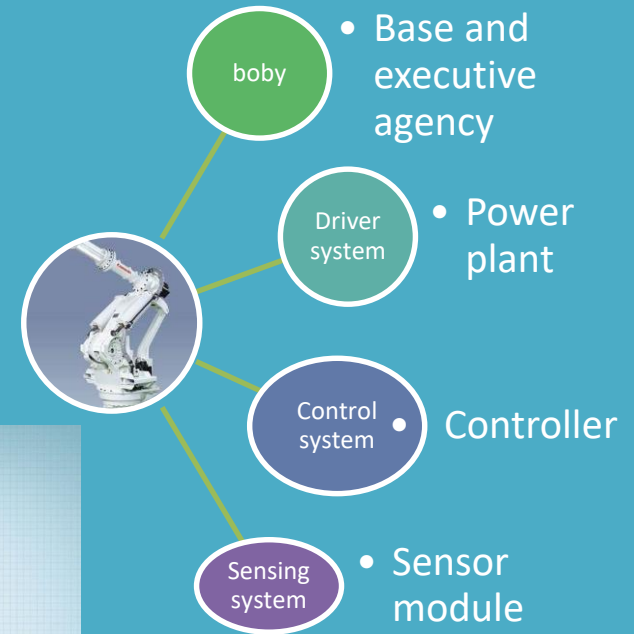 boby
• Base and
executive
agency
Driver
system
• Power
plant
Control
system
• Controller
Sensing
system
• Sensor
module